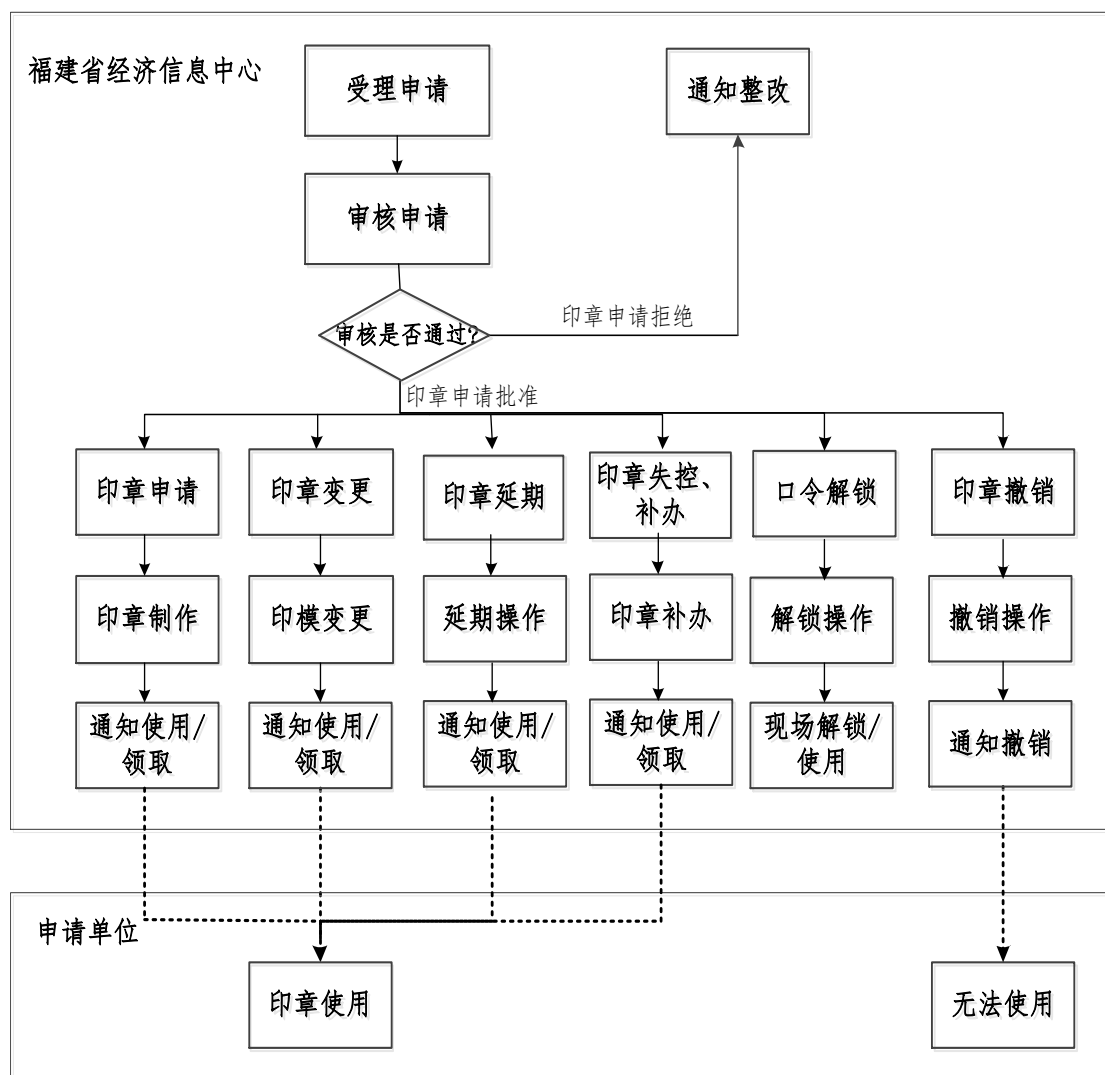 福建省经济信息中心
受理申请
通知整改
审核申请
印章申请拒绝
审核是否通过?
印章申请批准
印章申请
印章变更
印章延期
印章失控、
补办
口令解锁
印章撤销
印章制作
印模变更
延期操作
印章补办
解锁操作
撤销操作
通知使用/
领取
通知使用/
领取
通知使用/
领取
通知使用/
领取
现场解锁/
使用
通知撤销
申请单位
印章使用
无法使用